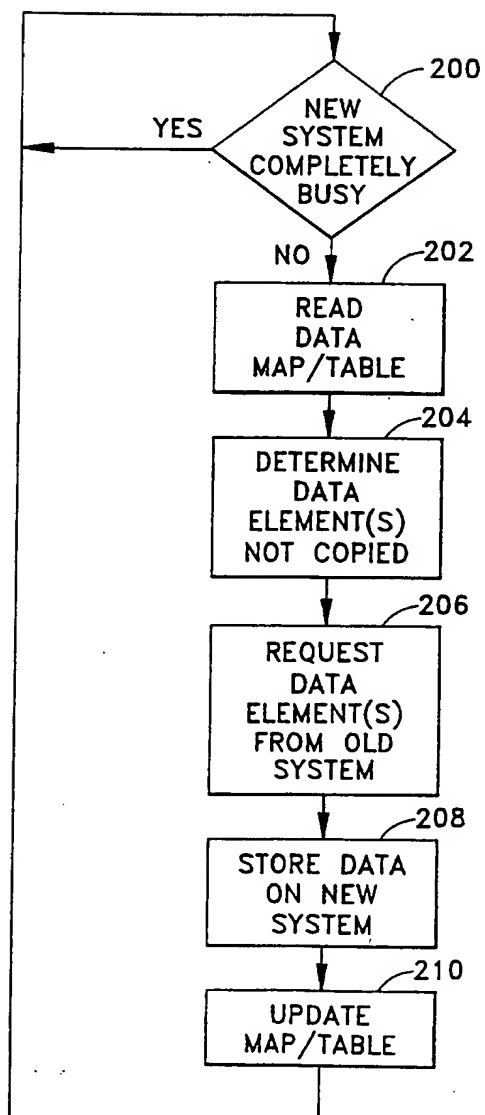 200
NEW
SYSTEM
COMPLETELY
BUSY
YES
NO
202
READ
DATA
MAP/TABLE
204
DETERMINE
DATA
ELEMENT(S)
NOT COPIED
206
REQUEST
DATA
ELEMENT(S)
FROM OLD
SYSTEM
208
STORE DATA
ON NEW
SYSTEM
210
UPDATE
MAP/TABLE